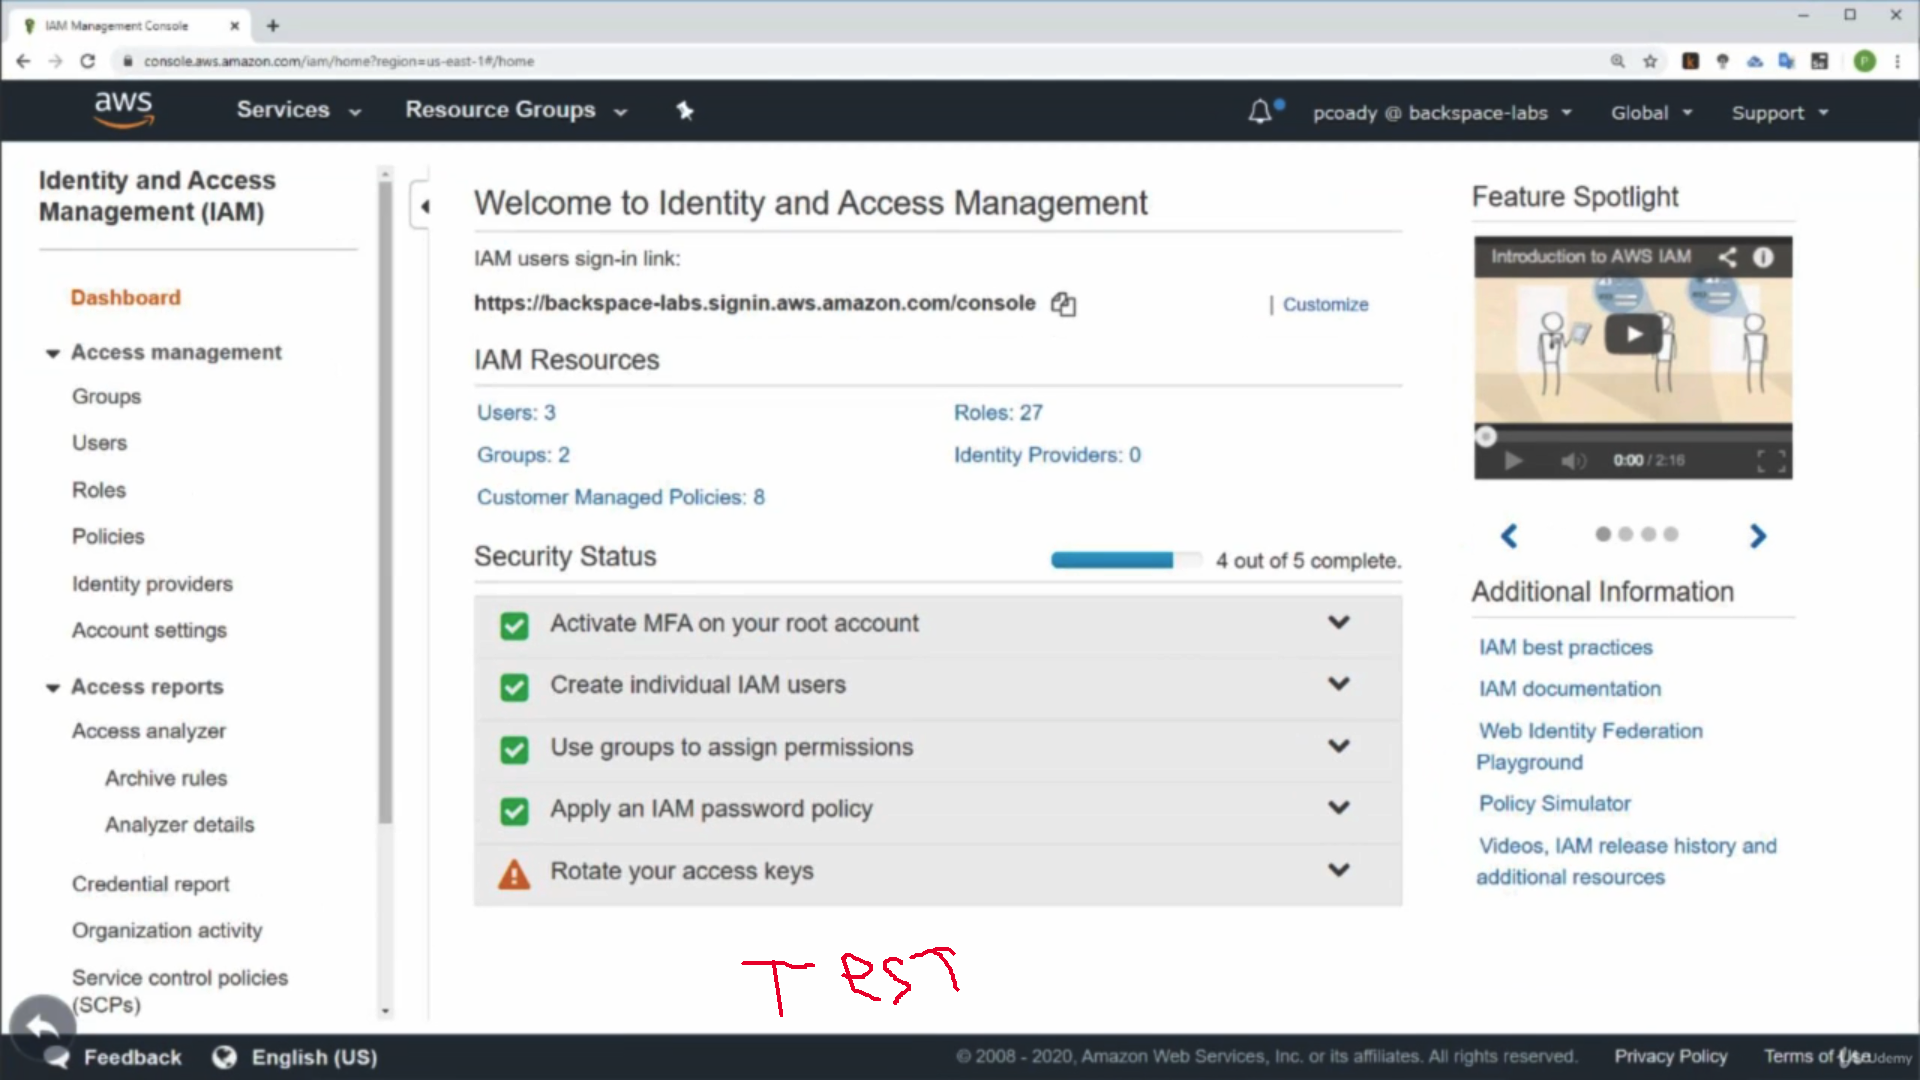 IAM Management Console
console.aws.amazon.com/iam/home?region=us-east-1#/home
aws Services Resource Groups pcoady @ backspace-labs Global Support
Identity and Access
Management (IAM)
Dashboard
Access management
Groups
Users
Roles
Policies
Identity providers
Account settings
Access reports
Access analyzer
Archive rules
Analyzer details
Credential report
Organization activity
Service control policies
(SCPs)
Welcome to Identity and Access Management
IAM users sign-in link:
https://backspace-labs.signin.aws.amazon.com/console | Customize
IAM Resources
Users: 3 Roles: 27
Groups: 2 Identity Providers: 0
Customer Managed Policies: 8
Security Status 4 out of 5 complete.
Activate MFA on your root account
Create individual IAM users
Use groups to assign permissions
Apply an IAM password policy
Rotate your access keys
TEST
Feature Spotlight
Introduction to AWS IAM
0:00 / 2:16
Additional Information
IAM best practices
IAM documentation
Web Identity Federation
Playground
Policy Simulator
Videos, IAM release history and
additional resources
Feedback English (US) © 2008 - 2020, Amazon Web Services, Inc. or its affiliates. All rights reserved. Privacy Policy Terms of Use
Udemy